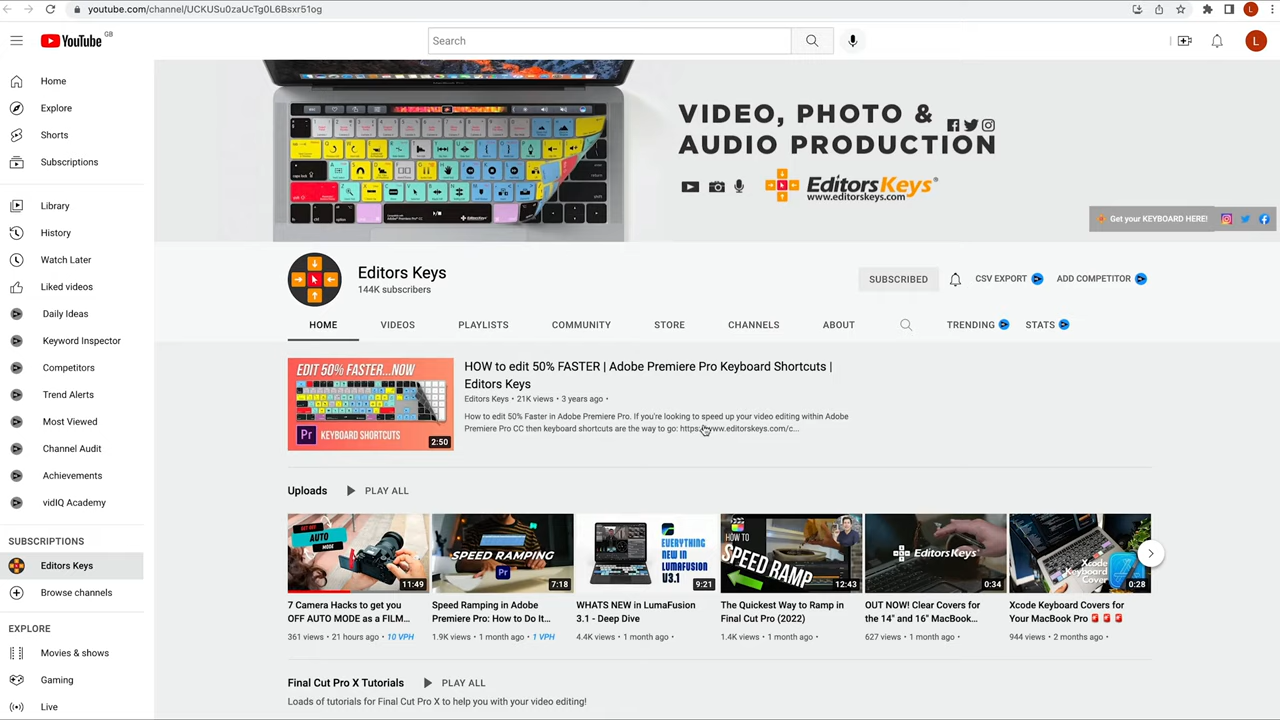 youtube.com/channel/UCKUSu0zaUcTg0L6Bsxr51og
L
YouTube GB
Search
L
Home
Explore
Shorts
Subscriptions
Library
History
Watch Later
Liked videos
Daily Ideas
Keyword Inspector
Competitors
Trend Alerts
Most Viewed
Channel Audit
Achievements
vidIQ Academy
SUBSCRIPTIONS
Editors Keys
Browse channels
EXPLORE
Movies & shows
Gaming
Live
VIDEO, PHOTO &
AUDIO PRODUCTION
EditorsKeys®
www.editorskeys.com
Get your KEYBOARD HERE!
Editors Keys
144K subscribers
SUBSCRIBED
CSV EXPORT
ADD COMPETITOR
HOME VIDEOS PLAYLISTS COMMUNITY STORE CHANNELS ABOUT TRENDING STATS
EDIT 50% FASTER...NOW
Pr KEYBOARD SHORTCUTS
2:50
HOW to edit 50% FASTER | Adobe Premiere Pro Keyboard Shortcuts |
Editors Keys
Editors Keys • 21K views • 3 years ago •
How to edit 50% Faster in Adobe Premiere Pro. If you're looking to speed up your video editing within Adobe
Premiere Pro CC then keyboard shortcuts are the way to go: https://www.editorskeys.com/c...
Uploads PLAY ALL
GET OFF
AUTO
MODE
11:49
SPEED RAMPING
Pr
7:18
EVERYTHING
NEW IN
LUMAFUSION
V3.1
9:21
HOW TO
SPEED RAMP
12:43
EditorsKeys
0:34
Xcode
Keyboard
Cover
0:28
7 Camera Hacks to get you
OFF AUTO MODE as a FILM...
361 views • 21 hours ago • 10 VPH
Speed Ramping in Adobe
Premiere Pro: How to Do It...
1.9K views • 1 month ago • 1 VPH
WHATS NEW in LumaFusion
3.1 - Deep Dive
4.4K views • 1 month ago •
The Quickest Way to Ramp in
Final Cut Pro (2022)
1.4K views • 1 month ago •
OUT NOW! Clear Covers for
the 14" and 16" MacBook...
627 views • 1 month ago •
Xcode Keyboard Covers for
Your MacBook Pro 🚨🚨🚨
944 views • 2 months ago •
Final Cut Pro X Tutorials PLAY ALL
Loads of tutorials for Final Cut Pro X to help you with your video editing!